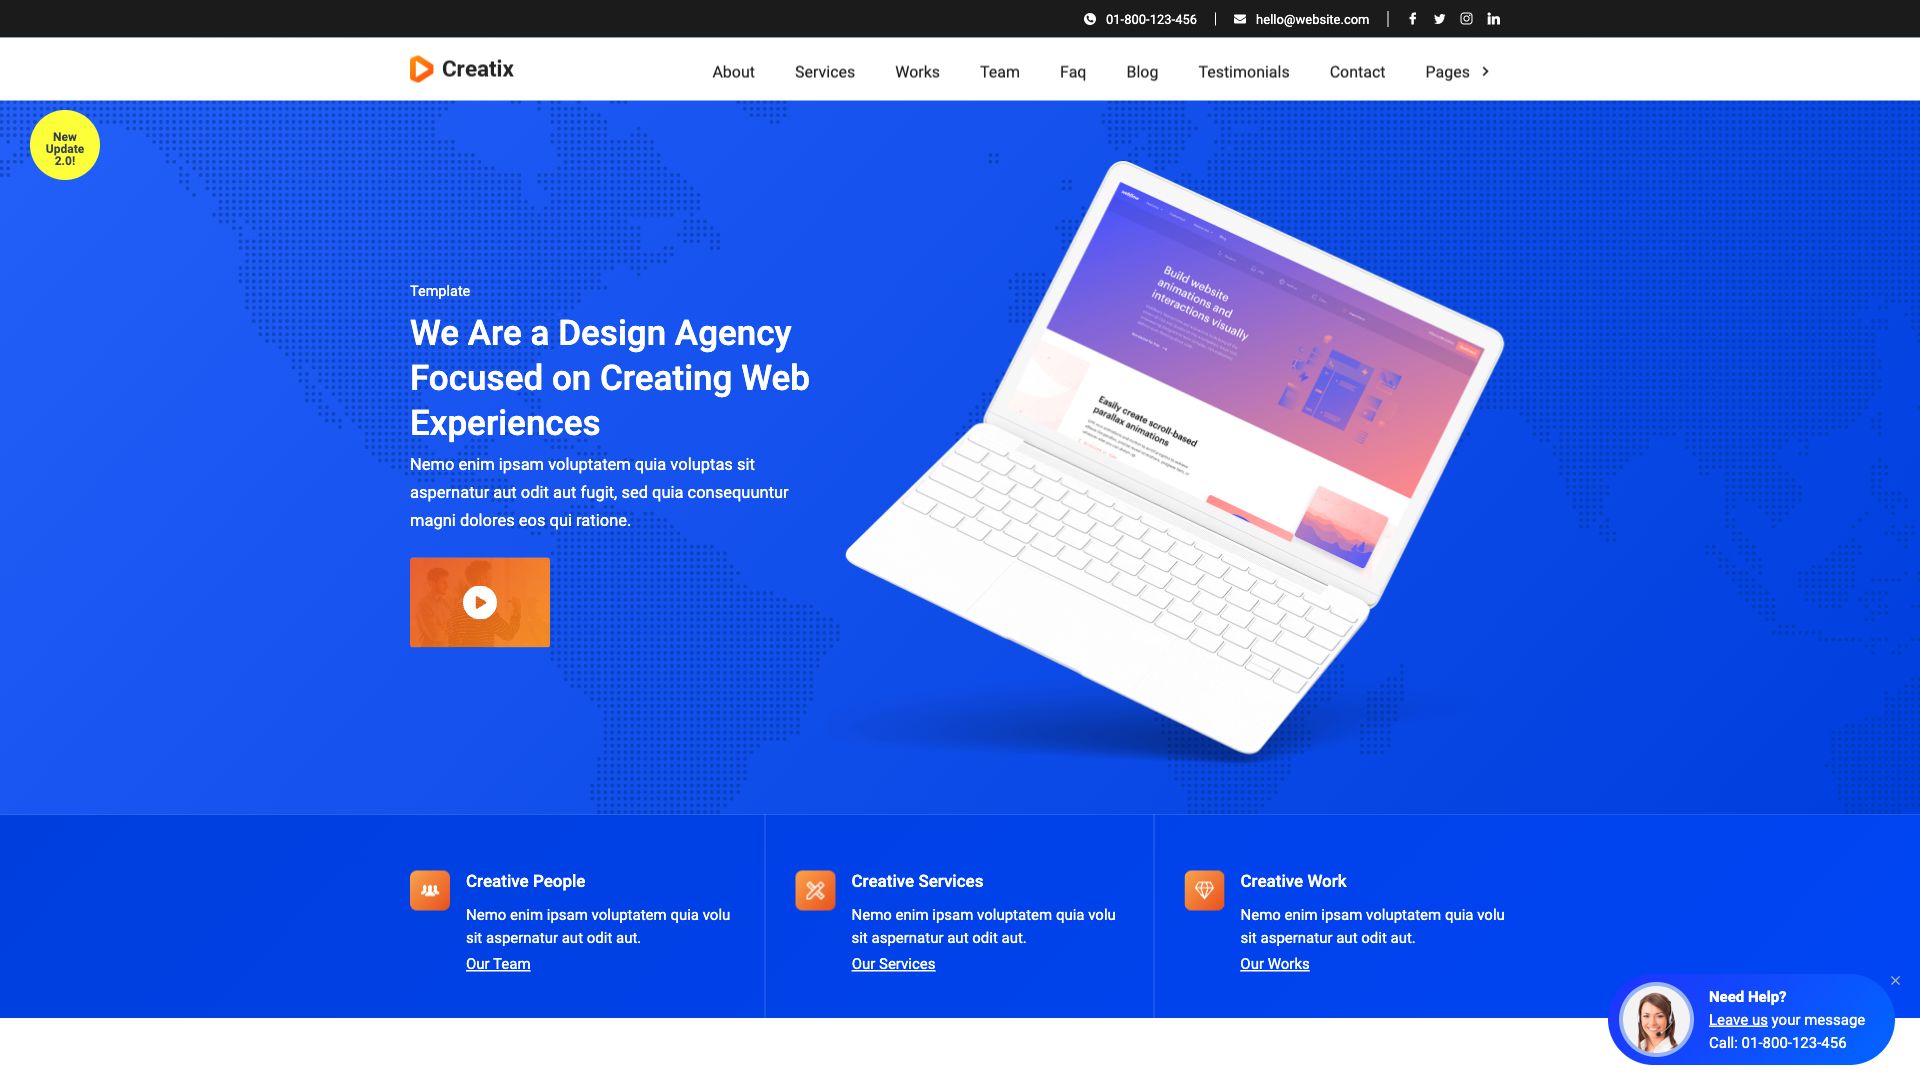 01-800-123-456
hello@website.com
Creatix
About
Services
Works
Team
Faq
Blog
Testimonials
Contact
Pages
New
Update
2.0!
Template
We Are a Design Agency
Focused on Creating Web
Experiences
Nemo enim ipsam voluptatem quia voluptas sit
aspernatur aut odit aut fugit, sed quia consequuntur
magni dolores eos qui ratione.
Build website
animations and
interactions visually
Easily create scroll-based
parallax animations
Creative People
Nemo enim ipsam voluptatem quia volu
sit aspernatur aut odit aut.
Our Team
Creative Services
Nemo enim ipsam voluptatem quia volu
sit aspernatur aut odit aut.
Our Services
Creative Work
Nemo enim ipsam voluptatem quia volu
sit aspernatur aut odit aut.
Our Works
Need Help?
Leave us your message
Call: 01-800-123-456